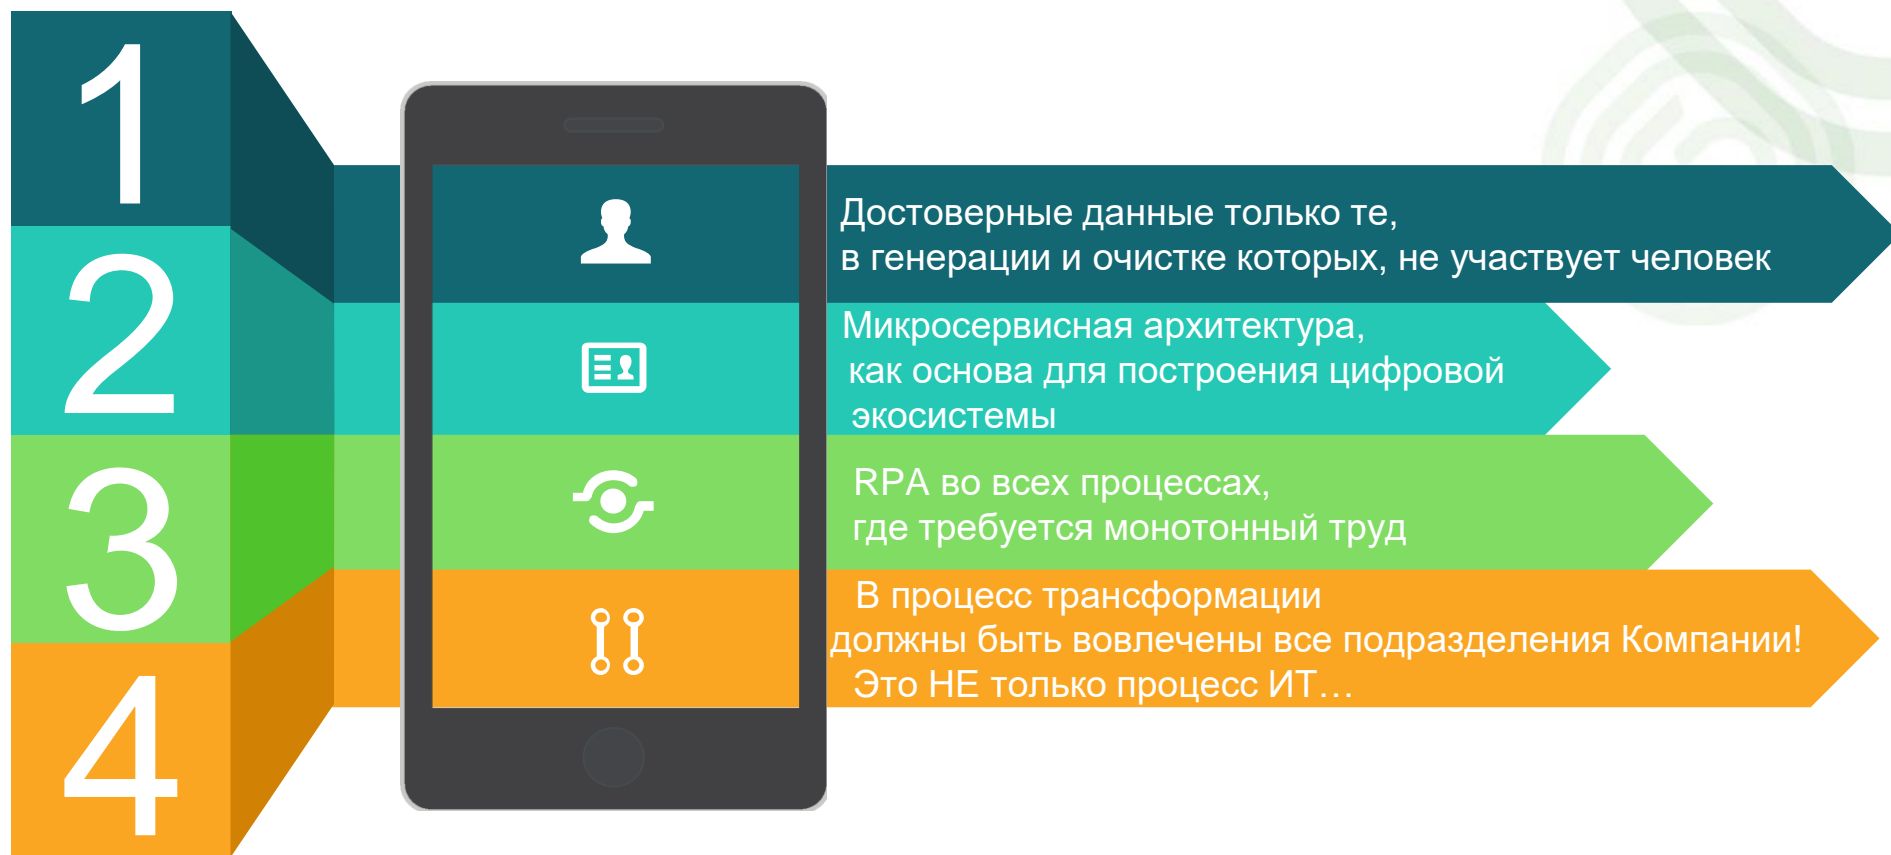 1
Достоверные данные только те,
в генерации и очистке которых, не участвует человек
2
Микросервисная архитектура,
как основа для построения цифровой
экосистемы
3
RPA во всех процессах,
где требуется монотонный труд
4
В процесс трансформации
должны быть вовлечены все подразделения Компании!
Это НЕ только процесс ИТ…